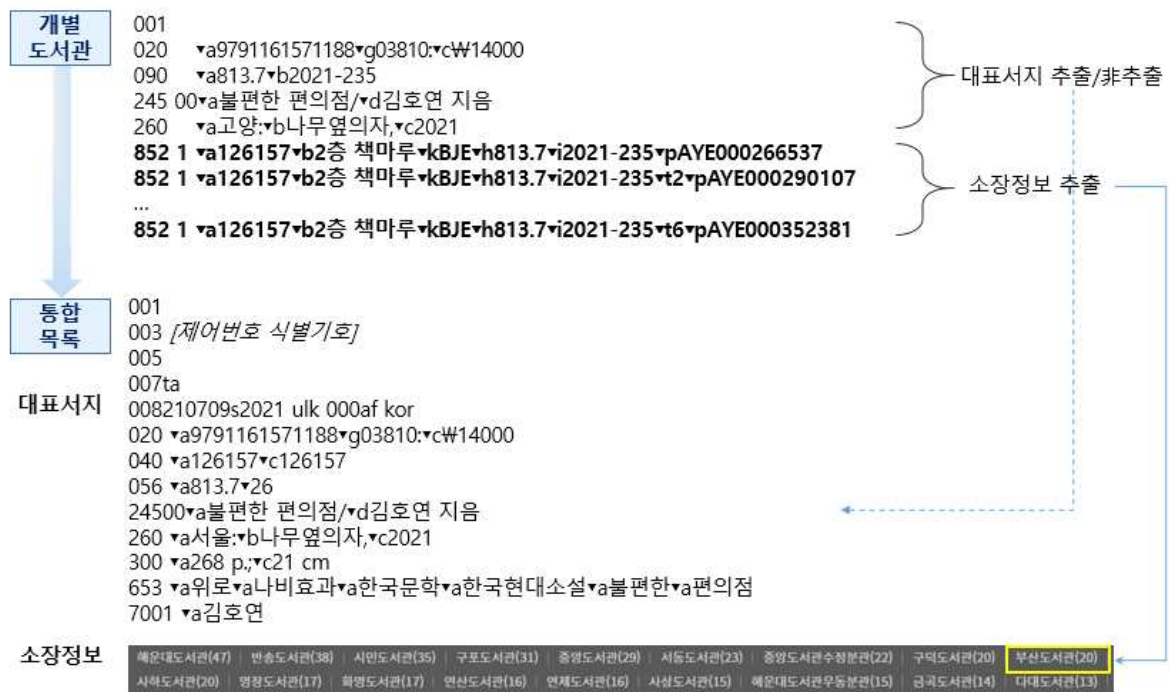 개별
도서관
001
020 ▾a9791161571188▾g03810:▾c₩14000
090 ▾a813.7▾b2021-235
245 00▾a불편한 편의점/▾d김호연 지음
260 ▾a고양:▾b나무옆의자,▾c2021
대표서지 추출/非추출
852 1 ▾a126157▾b2층 책마루▾kBJE▾h813.7▾i2021-235▾pAYE000266537
852 1 ▾a126157▾b2층 책마루▾kBJE▾h813.7▾i2021-235▾t2▾pAYE000290107
...
852 1 ▾a126157▾b2층 책마루▾kBJE▾h813.7▾i2021-235▾t6▾pAYE000352381
소장정보 추출
통합
목록
001
003 [제어번호 식별기호]
005
007ta
대표서지
008210709s2021 ulk 000af kor
020 ▾a9791161571188▾g03810:▾c₩14000
040 ▾a126157▾c126157
056 ▾a813.7▾26
24500▾a불편한 편의점/▾d김호연 지음
260 ▾a서울:▾b나무옆의자,▾c2021
300 ▾a268 p.;▾c21 cm
653 ▾a위로▾a나비효과▾a한국문학▾a한국현대소설▾a불편한▾a편의점
7001 ▾a김호연
소장정보
해운대도서관(47) 반송도서관(38) 시민도서관(35) 구포도서관(31) 중앙도서관(29) 서동도서관(23) 중앙도서관수정분관(22) 구덕도서관(20) 부산도서관(20)
사하도서관(20) 명장도서관(17) 화명도서관(17) 연산도서관(16) 연제도서관(16) 사상도서관(15) 해운대도서관우동분관(15) 금곡도서관(14) 다대도서관(13)